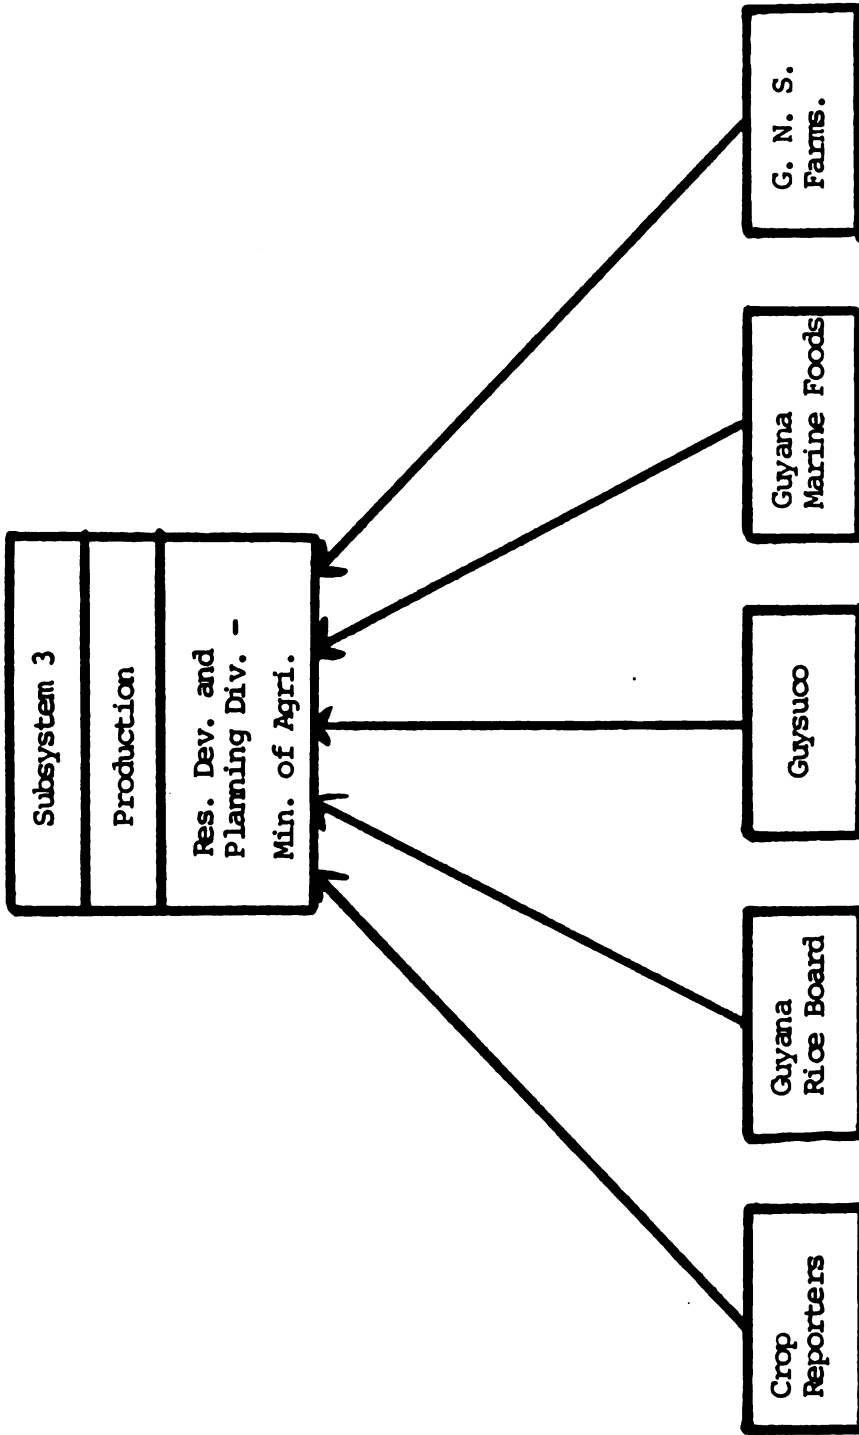 Subsystem 3
Production
Res. Dev. and
Planning Div. -
Min. of Agri.
Crop
Reporters
Guyana
Rice Board
Guysuco
Guyana
Marine Foods
G. N. S.
Farms.